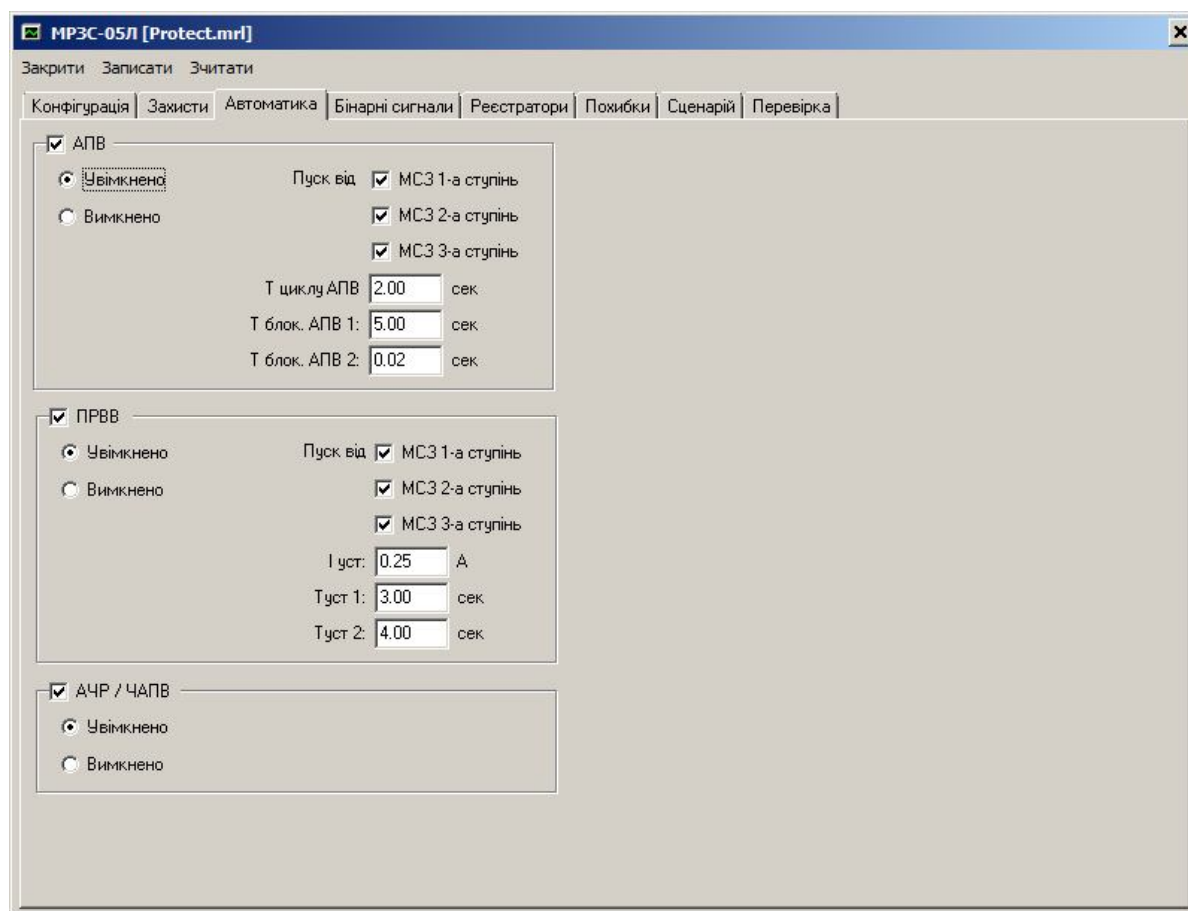 МРЗС-05Л [Protect.mrl]
Закрити Записати Зчитати
Конфігурація Захисти Автоматика Бінарні сигнали Реєстратори Похибки Сценарій Перевірка
АПВ
Увімкнено Пуск від МСЗ 1-а ступінь
Вимкнено МСЗ 2-а ступінь
МСЗ 3-а ступінь
Т циклу АПВ 2.00 сек
Т блок. АПВ 1: 5.00 сек
Т блок. АПВ 2: 0.02 сек
ПРВВ
Увімкнено Пуск від МСЗ 1-а ступінь
Вимкнено МСЗ 2-а ступінь
МСЗ 3-а ступінь
І уст: 0.25 А
Туст 1: 3.00 сек
Туст 2: 4.00 сек
АЧР / ЧАПВ
Увімкнено
Вимкнено